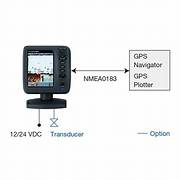 GPS
Navigator
NMEA0183
GPS
Plotter
12/24 VDC
Transducer
Option